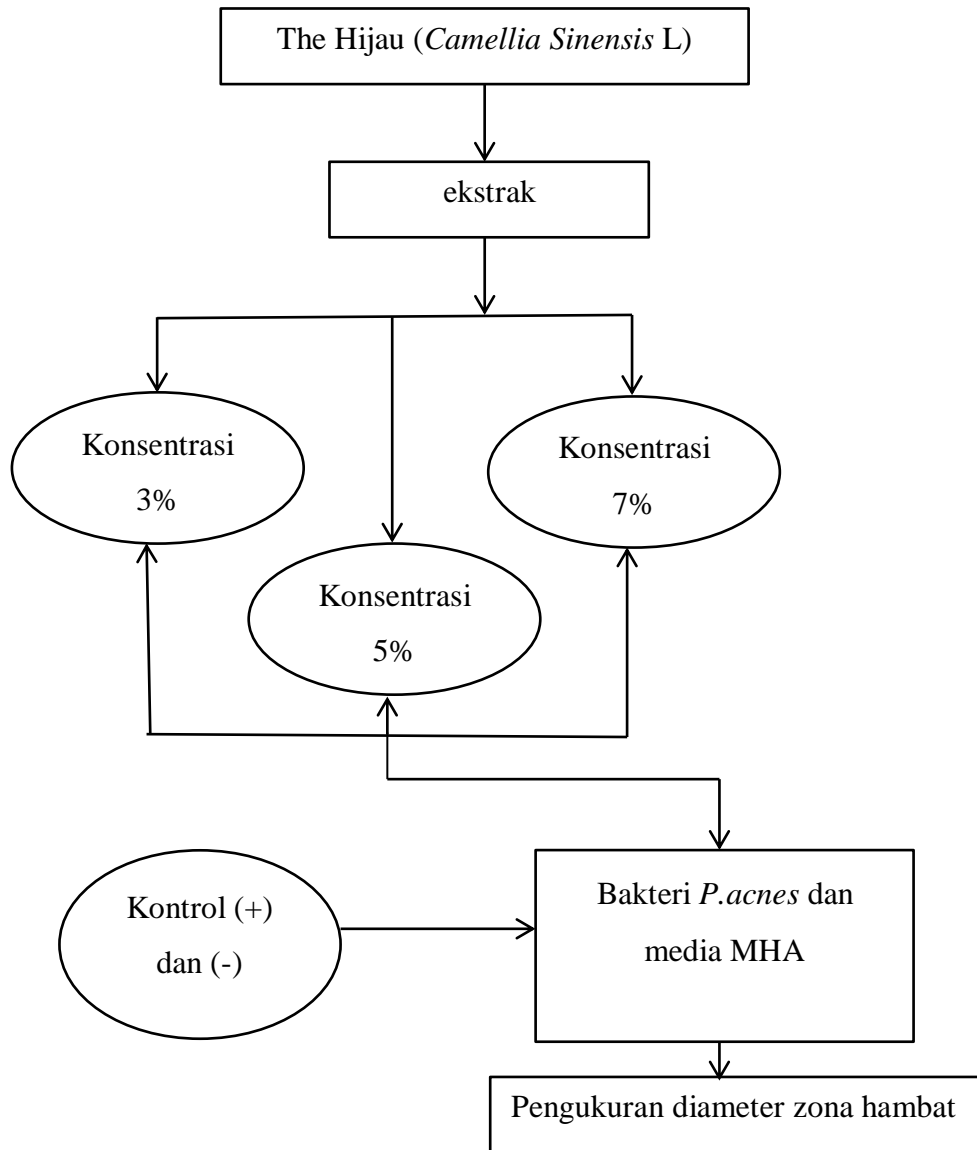 The Hijau (Camellia Sinensis L)
ekstrak
Konsentrasi
3%
Konsentrasi
5%
Konsentrasi
7%
Kontrol (+)
dan (-)
Bakteri P.acnes dan
media MHA
Pengukuran diameter zona hambat